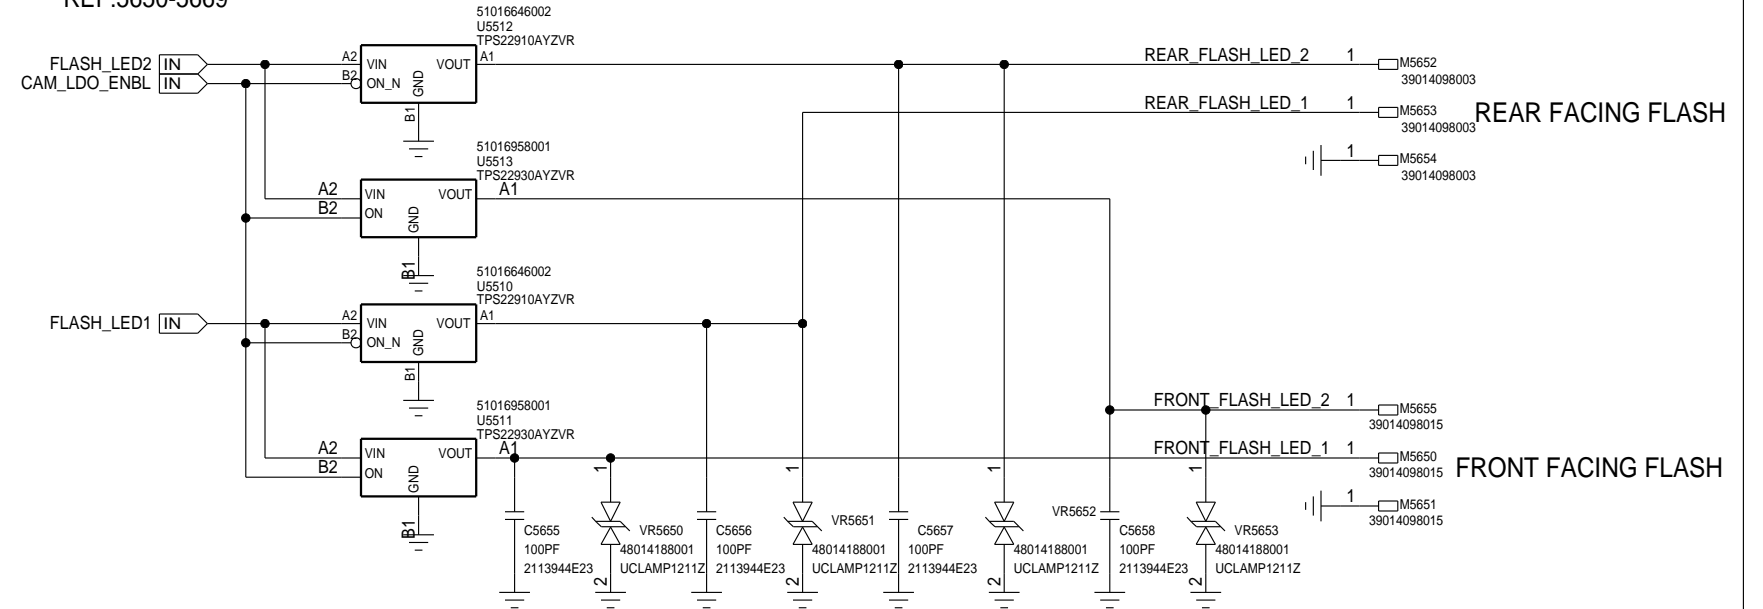 REF:5650-5669
51016646002
U5512
TPS22910AYZVR
FLASH_LED2 IN
CAM_LDO_ENBL IN
A2 VIN VOUT A1
B2 ON_N GND
B1
REAR_FLASH_LED_2 1 M5652
39014098003
REAR_FLASH_LED_1 1 M5653
39014098003
REAR FACING FLASH
1 M5654
39014098003
51016958001
U5513
TPS22930AYZVR
A2 VIN VOUT A1
B2 ON GND
B1
51016646002
U5510
TPS22910AYZVR
FLASH_LED1 IN
A2 VIN VOUT A1
B2 ON_N GND
B1
51016958001
U5511
TPS22930AYZVR
A2 VIN VOUT A1
B2 ON GND
B1
FRONT_FLASH_LED_2 1 M5655
39014098015
FRONT_FLASH_LED_1 1 M5650
39014098015
FRONT FACING FLASH
1 M5651
39014098015
1 1 1 1
C5655 VR5650 C5656 VR5651 C5657 VR5652 C5658 VR5653
100PF 48014188001 100PF 48014188001 100PF 48014188001 100PF 48014188001
2113944E23 UCLAMP1211Z 2113944E23 UCLAMP1211Z 2113944E23 UCLAMP1211Z 2113944E23 UCLAMP1211Z
2 2 2 2